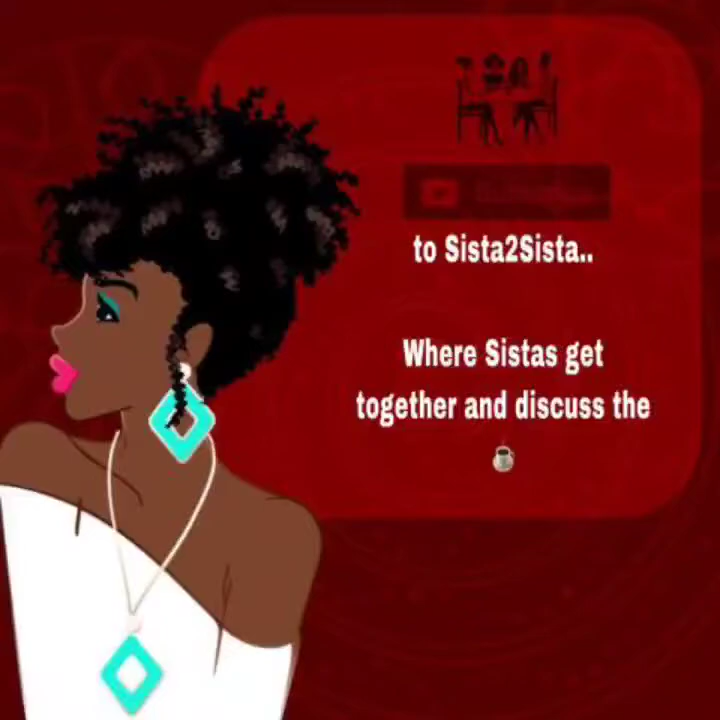 to Sista2Sista..
Where Sistas get
together and discuss the